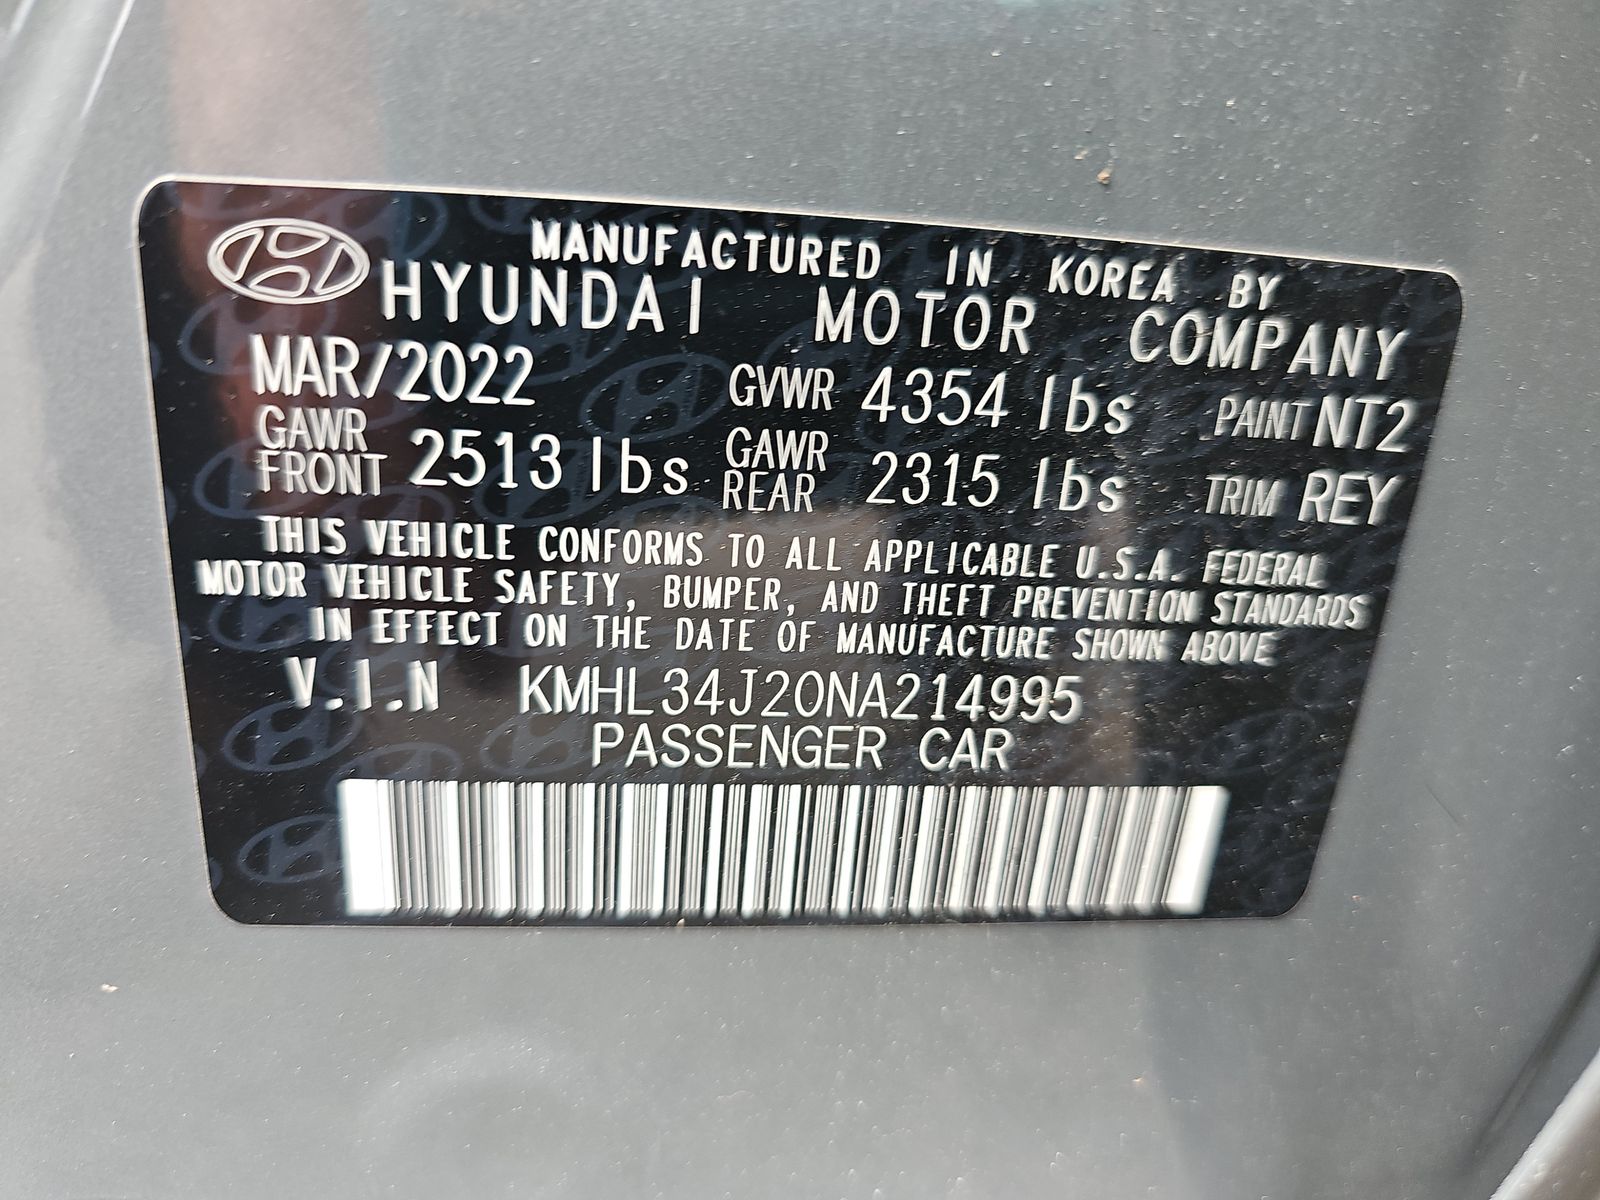 MANUFACTURED IN KOREA BY
HYUNDAI MOTOR COMPANY
MAR/2022 GVWR 4354 lbs PAINT NT2
GAWR FRONT 2513 lbs GAWR REAR 2315 lbs TRIM REY
THIS VEHICLE CONFORMS TO ALL APPLICABLE U.S.A. FEDERAL
MOTOR VEHICLE SAFETY, BUMPER, AND THEFT PREVENTION STANDARDS
IN EFFECT ON THE DATE OF MANUFACTURE SHOWN ABOVE
V.I.N KMHL34J20NA214995
PASSENGER CAR